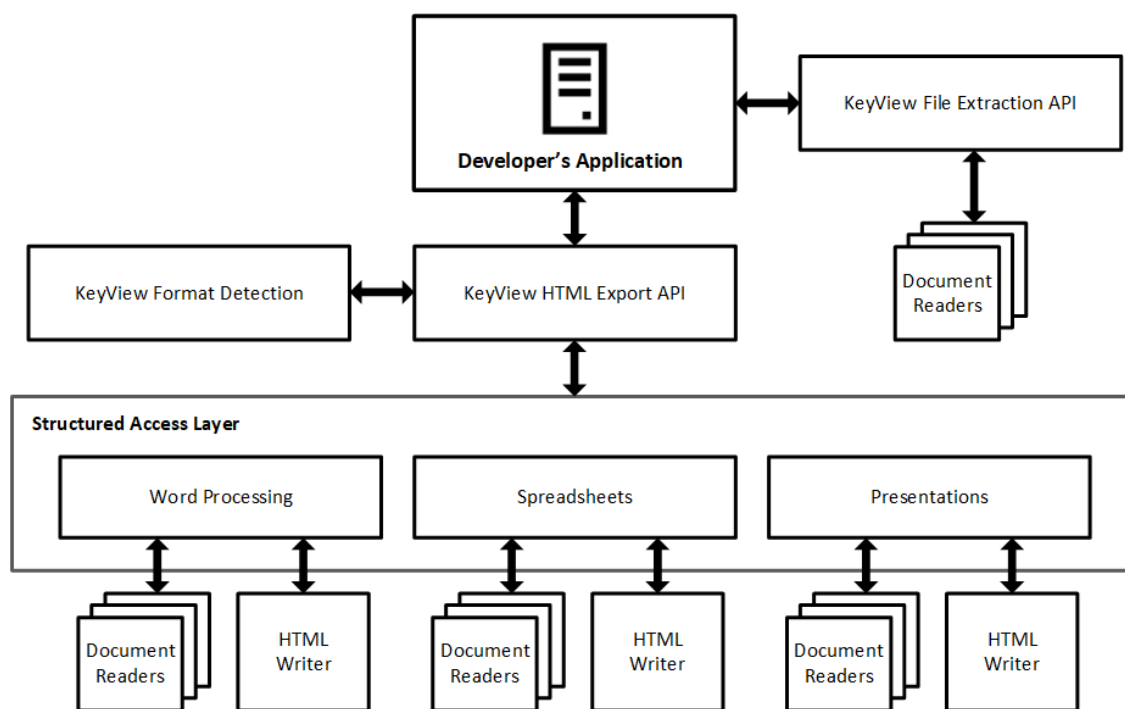 Developer’s Application
KeyView File Extraction API
KeyView Format Detection
KeyView HTML Export API
Document
Readers
Structured Access Layer
Word Processing
Spreadsheets
Presentations
Document
Readers
HTML
Writer
Document
Readers
HTML
Writer
Document
Readers
HTML
Writer